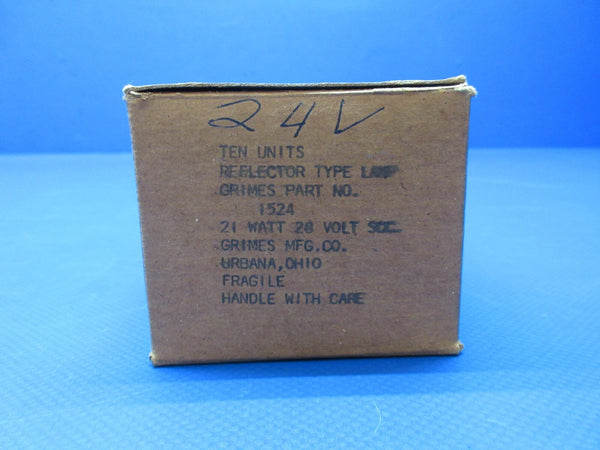 24V
TEN UNITS
REFLECTOR TYPE LAMP
GRIMES PART NO.
1524
21 WATT 28 VOLT
GRIMES MFG.CO.
URBANA,OHIO
FRAGILE
HANDLE WITH CARE